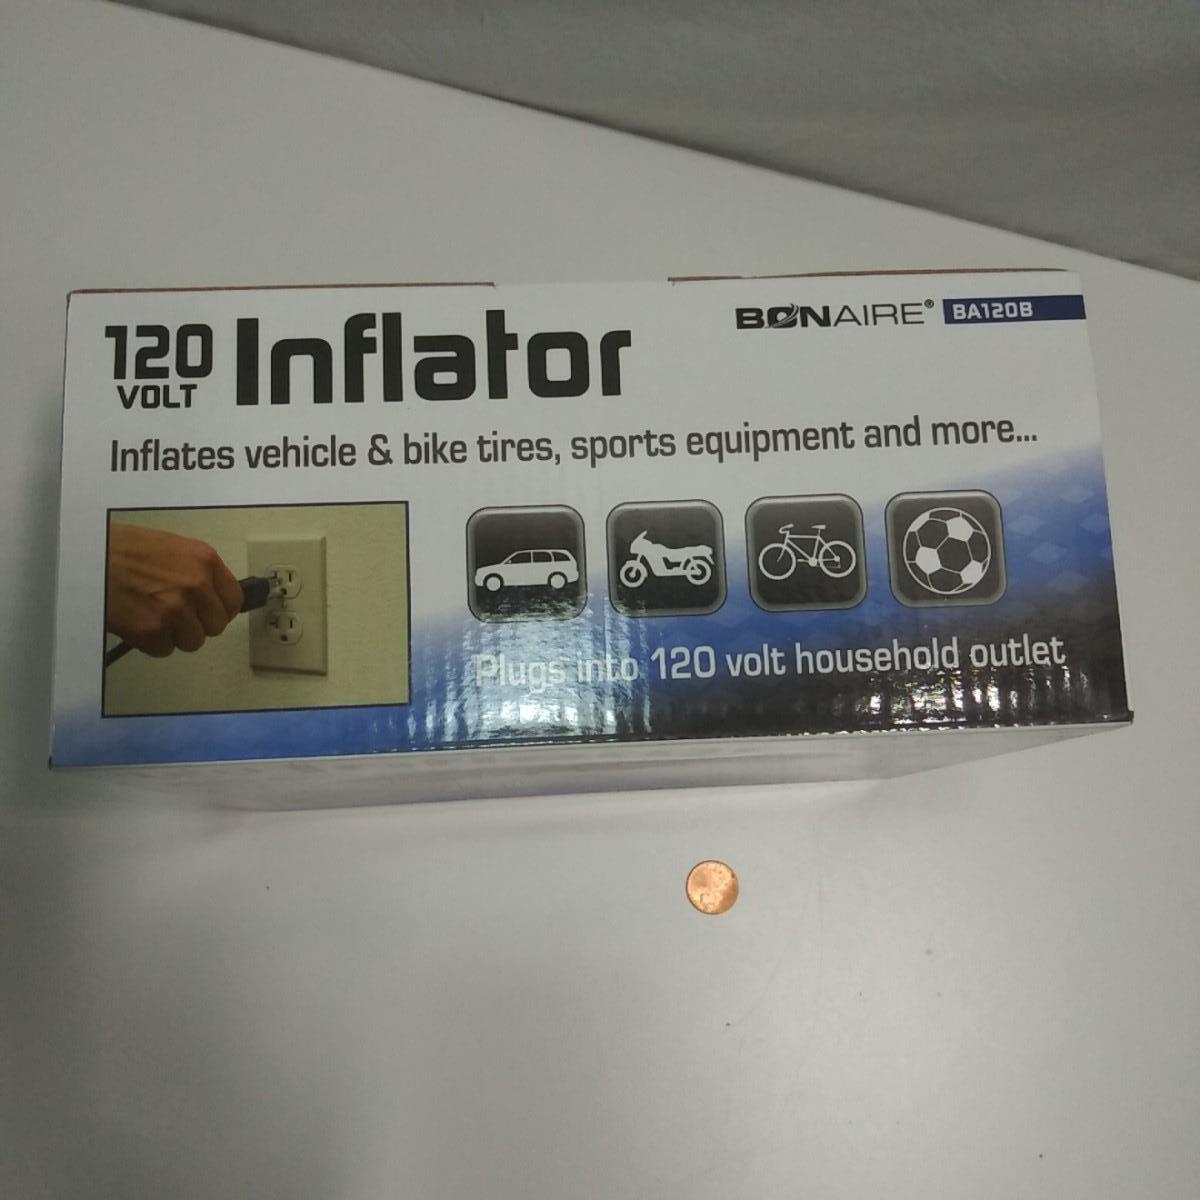 120
VOLT
Inflator
BONAIRE® BA120B
Inflates vehicle & bike tires, sports equipment and more...
Plugs into 120 volt household outlet